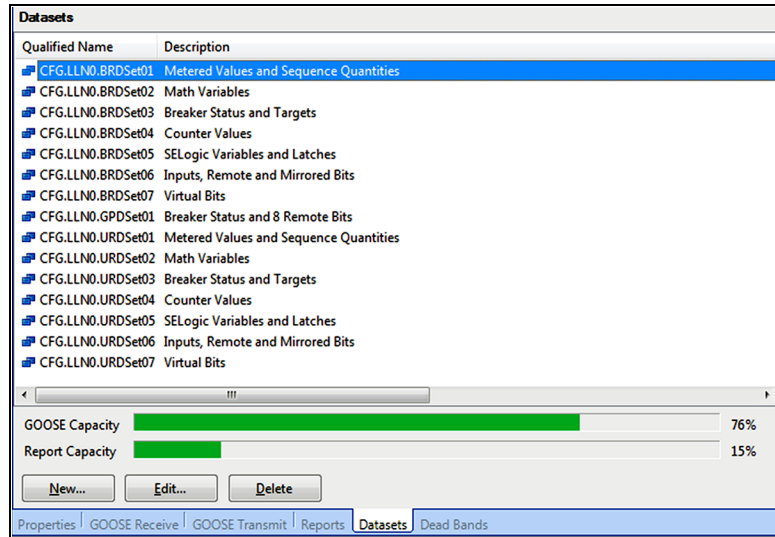 Datasets
Qualified Name Description
CFG.LLN0.BRDSet01 Metered Values and Sequence Quantities
CFG.LLN0.BRDSet02 Math Variables
CFG.LLN0.BRDSet03 Breaker Status and Targets
CFG.LLN0.BRDSet04 Counter Values
CFG.LLN0.BRDSet05 SELogic Variables and Latches
CFG.LLN0.BRDSet06 Inputs, Remote and Mirrored Bits
CFG.LLN0.BRDSet07 Virtual Bits
CFG.LLN0.GPDSet01 Breaker Status and 8 Remote Bits
CFG.LLN0.URDSet01 Metered Values and Sequence Quantities
CFG.LLN0.URDSet02 Math Variables
CFG.LLN0.URDSet03 Breaker Status and Targets
CFG.LLN0.URDSet04 Counter Values
CFG.LLN0.URDSet05 SELogic Variables and Latches
CFG.LLN0.URDSet06 Inputs, Remote and Mirrored Bits
CFG.LLN0.URDSet07 Virtual Bits
GOOSE Capacity 76%
Report Capacity 15%
New... Edit... Delete
Properties GOOSE Receive GOOSE Transmit Reports Datasets Dead Bands